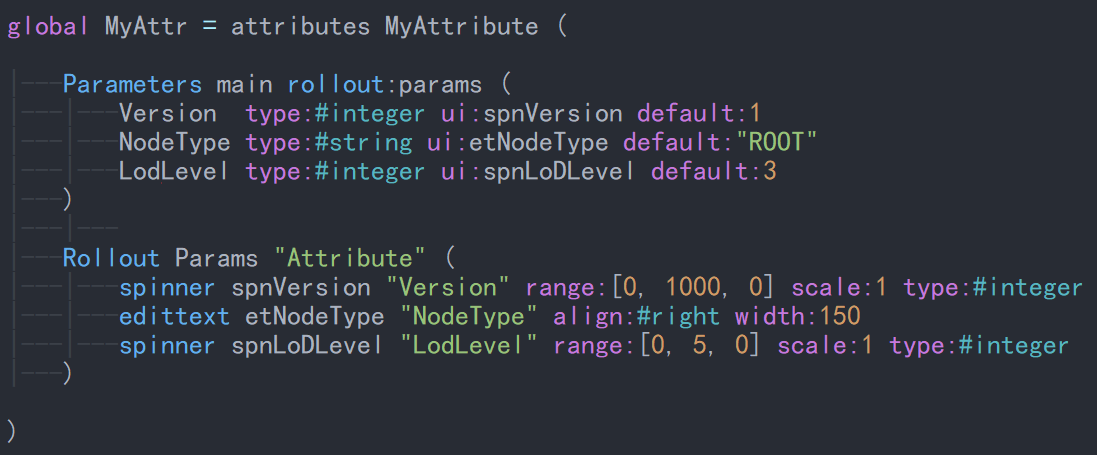 global MyAttr = attributes MyAttribute (
Parameters main rollout:params (
Version  type:#integer ui:spnVersion default:1
NodeType type:#string ui:etNodeType default:"ROOT"
LodLevel type:#integer ui:spnLoDLevel default:3
)
Rollout Params "Attribute" (
spinner spnVersion "Version" range:[0, 1000, 0] scale:1 type:#integer
edittext etNodeType "NodeType" align:#right width:150
spinner spnLoDLevel "LodLevel" range:[0, 5, 0] scale:1 type:#integer
)
)